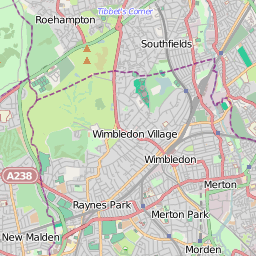 Tibbet's Corner
Roehampton
Southfields
Wimbledon Village
Wimbledon
A238
Merton
Raynes Park
Merton Park
New Malden
Morden